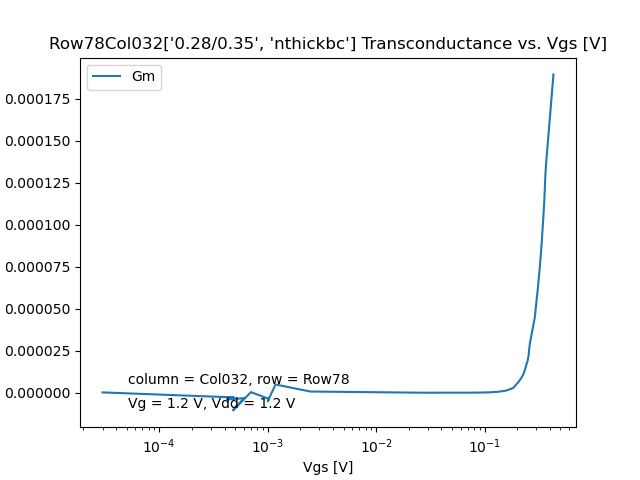 Row78Col032['0.28/0.35', 'nthickbc'] Transconductance vs. Vgs [V]
Gm
0.000175
0.000150
0.000125
0.000100
0.000075
0.000050
0.000025
0.000000
column = Col032, row = Row78
Vg = 1.2 V, Vdd = 1.2 V
10⁻⁴ 10⁻³ 10⁻² 10⁻¹
Vgs [V]